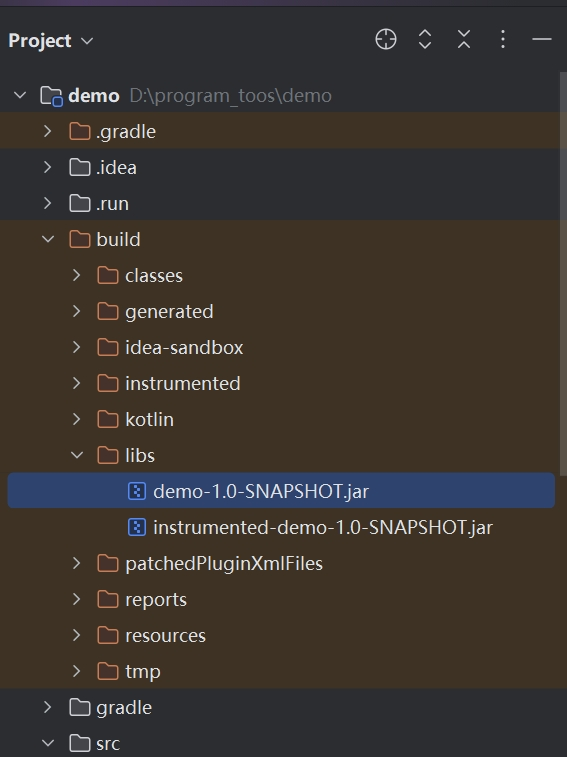 Project
demo D:\program_toos\demo
.gradle
.idea
.run
build
classes
generated
idea-sandbox
instrumented
kotlin
libs
demo-1.0-SNAPSHOT.jar
instrumented-demo-1.0-SNAPSHOT.jar
patchedPluginXmlFiles
reports
resources
tmp
gradle
src